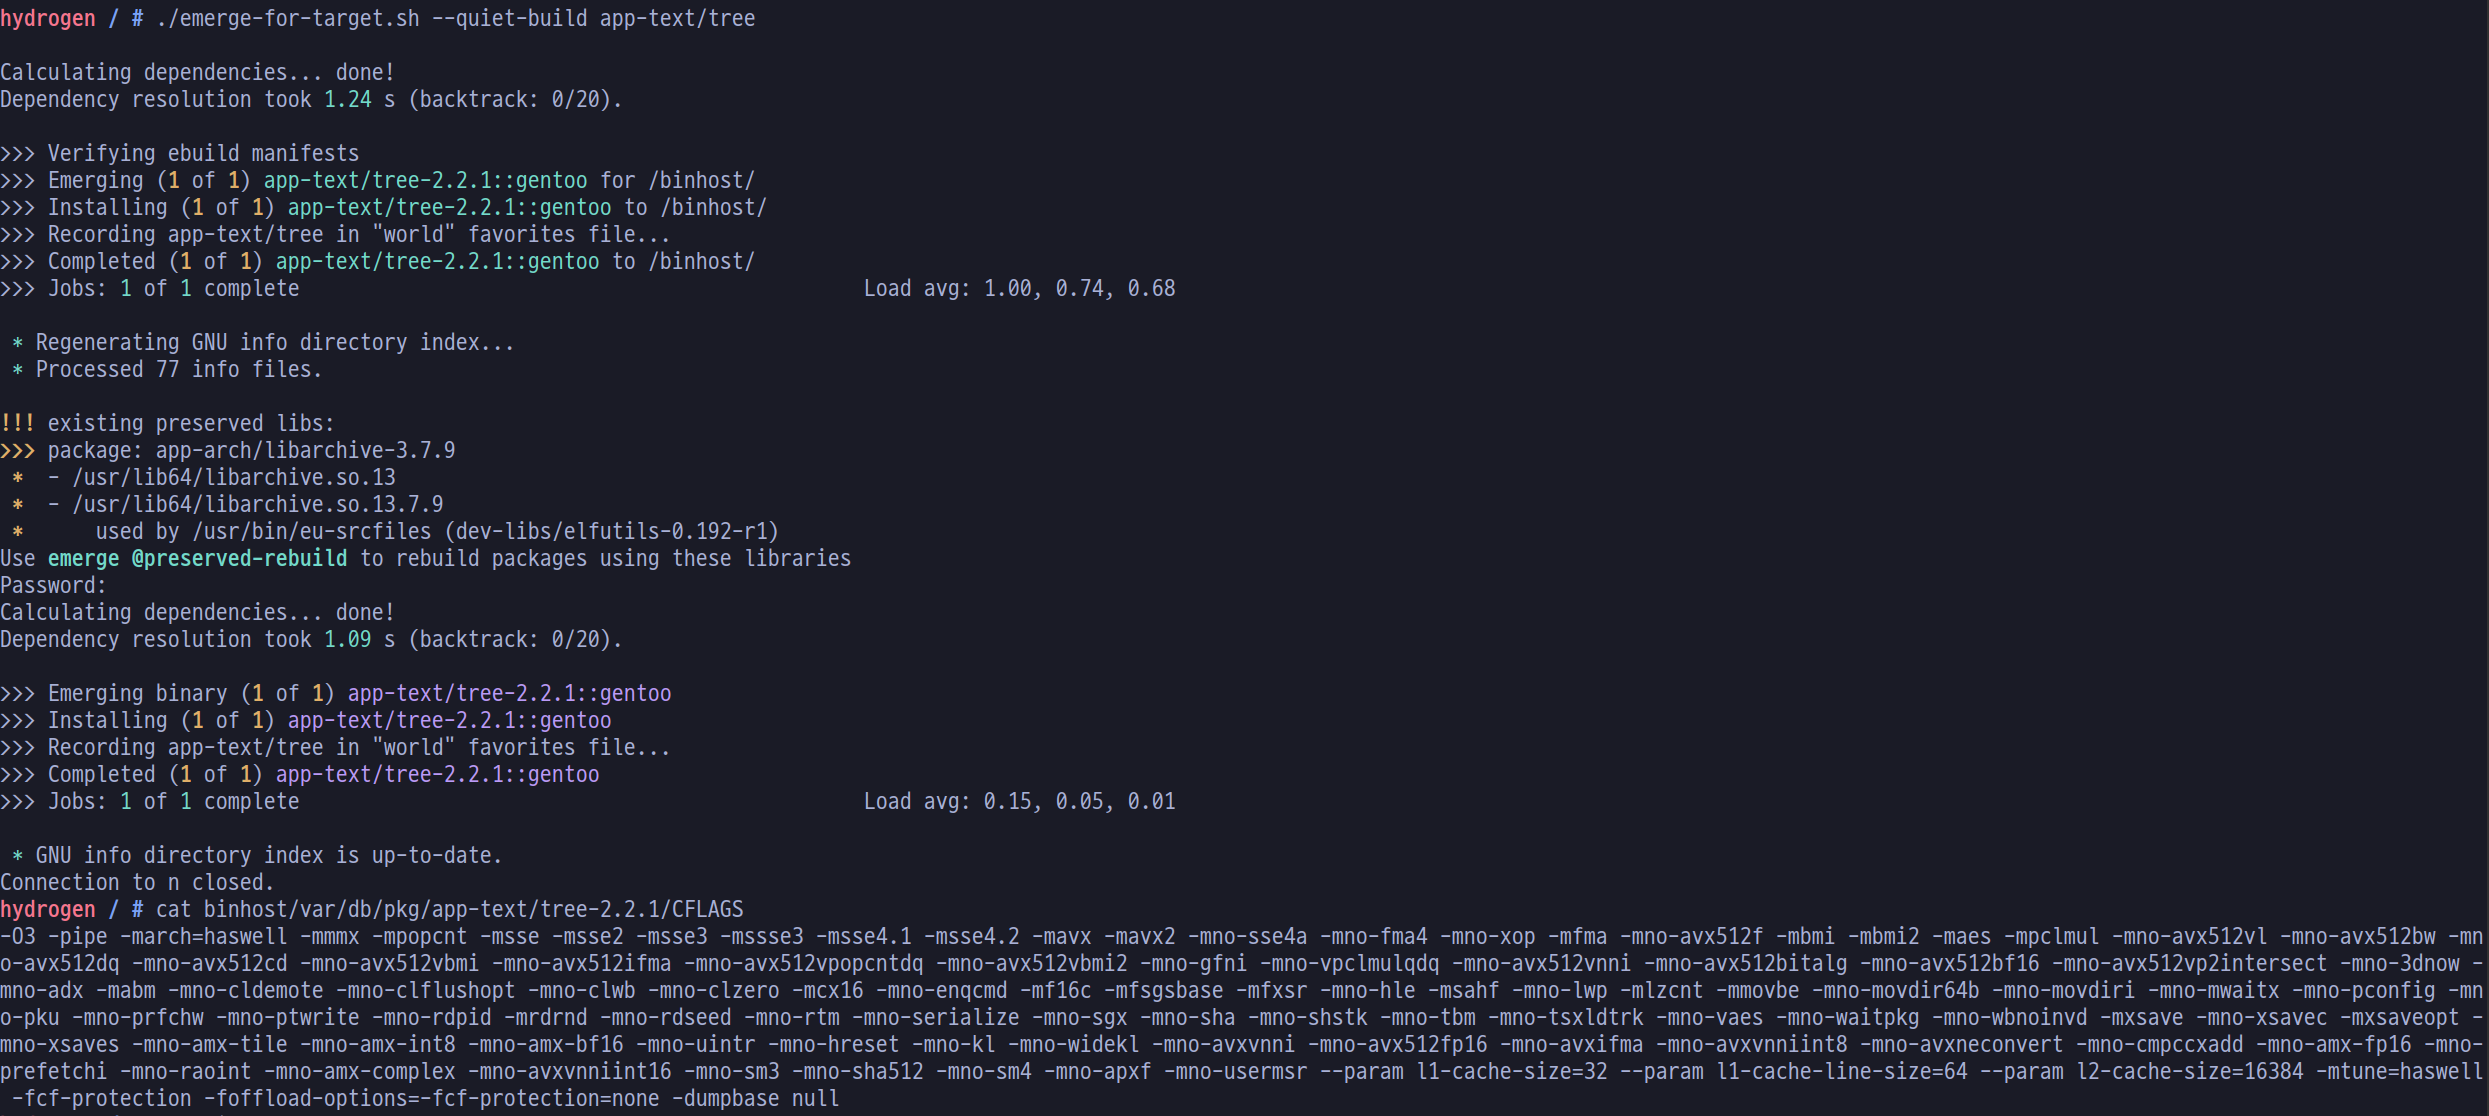 hydrogen / # ./emerge-for-target.sh --quiet-build app-text/tree
Calculating dependencies... done!
Dependency resolution took 1.24 s (backtrack: 0/20).
>>> Verifying ebuild manifests
>>> Emerging (1 of 1) app-text/tree-2.2.1::gentoo for /binhost/
>>> Installing (1 of 1) app-text/tree-2.2.1::gentoo to /binhost/
>>> Recording app-text/tree in "world" favorites file...
>>> Completed (1 of 1) app-text/tree-2.2.1::gentoo to /binhost/
>>> Jobs: 1 of 1 complete                                               Load avg: 1.00, 0.74, 0.68
 * Regenerating GNU info directory index...
 * Processed 77 info files.
!!! existing preserved libs:
>>> package: app-arch/libarchive-3.7.9
 *  - /usr/lib64/libarchive.so.13
 *  - /usr/lib64/libarchive.so.13.7.9
 *      used by /usr/bin/eu-srcfiles (dev-libs/elfutils-0.192-r1)
Use emerge @preserved-rebuild to rebuild packages using these libraries
Password:
Calculating dependencies... done!
Dependency resolution took 1.09 s (backtrack: 0/20).
>>> Emerging binary (1 of 1) app-text/tree-2.2.1::gentoo
>>> Installing (1 of 1) app-text/tree-2.2.1::gentoo
>>> Recording app-text/tree in "world" favorites file...
>>> Completed (1 of 1) app-text/tree-2.2.1::gentoo
>>> Jobs: 1 of 1 complete                                               Load avg: 0.15, 0.05, 0.01
 * GNU info directory index is up-to-date.
Connection to n closed.
hydrogen / # cat binhost/var/db/pkg/app-text/tree-2.2.1/CFLAGS
-O3 -pipe -march=haswell -mmmx -mpopcnt -msse -msse2 -msse3 -mssse3 -msse4.1 -msse4.2 -mavx -mavx2 -mno-sse4a -mno-fma4 -mno-xop -mfma -mno-avx512f -mbmi -mbmi2 -maes -mpclmul -mno-avx512vl -mno-avx512bw -mn
o-avx512dq -mno-avx512cd -mno-avx512vbmi -mno-avx512ifma -mno-avx512vpopcntdq -mno-avx512vbmi2 -mno-gfni -mno-vpclmulqdq -mno-avx512vnni -mno-avx512bitalg -mno-avx512bf16 -mno-avx512vp2intersect -mno-3dnow -
mno-adx -mabm -mno-cldemote -mno-clflushopt -mno-clwb -mno-clzero -mcx16 -mno-enqcmd -mf16c -mfsgsbase -mfxsr -mno-hle -msahf -mno-lwp -mlzcnt -mmovbe -mno-movdir64b -mno-movdiri -mno-mwaitx -mno-pconfig -mn
o-pku -mno-prfchw -mno-ptwrite -mno-rdpid -mrdrnd -mno-rdseed -mno-rtm -mno-serialize -mno-sgx -mno-sha -mno-shstk -mno-tbm -mno-tsxldtrk -mno-vaes -mno-waitpkg -mno-wbnoinvd -mxsave -mno-xsavec -mxsaveopt -
mno-xsaves -mno-amx-tile -mno-amx-int8 -mno-amx-bf16 -mno-uintr -mno-hreset -mno-kl -mno-widekl -mno-avxvnni -mno-avx512fp16 -mno-avxifma -mno-avxvnniint8 -mno-avxneconvert -mno-cmpccxadd -mno-amx-fp16 -mno-
prefetchi -mno-raoint -mno-amx-complex -mno-avxvnniint16 -mno-sm3 -mno-sha512 -mno-sm4 -mno-apxf -mno-usermsr --param l1-cache-size=32 --param l1-cache-line-size=64 --param l2-cache-size=16384 -mtune=haswell
 -fcf-protection -foffload-options=-fcf-protection=none -dumpbase null